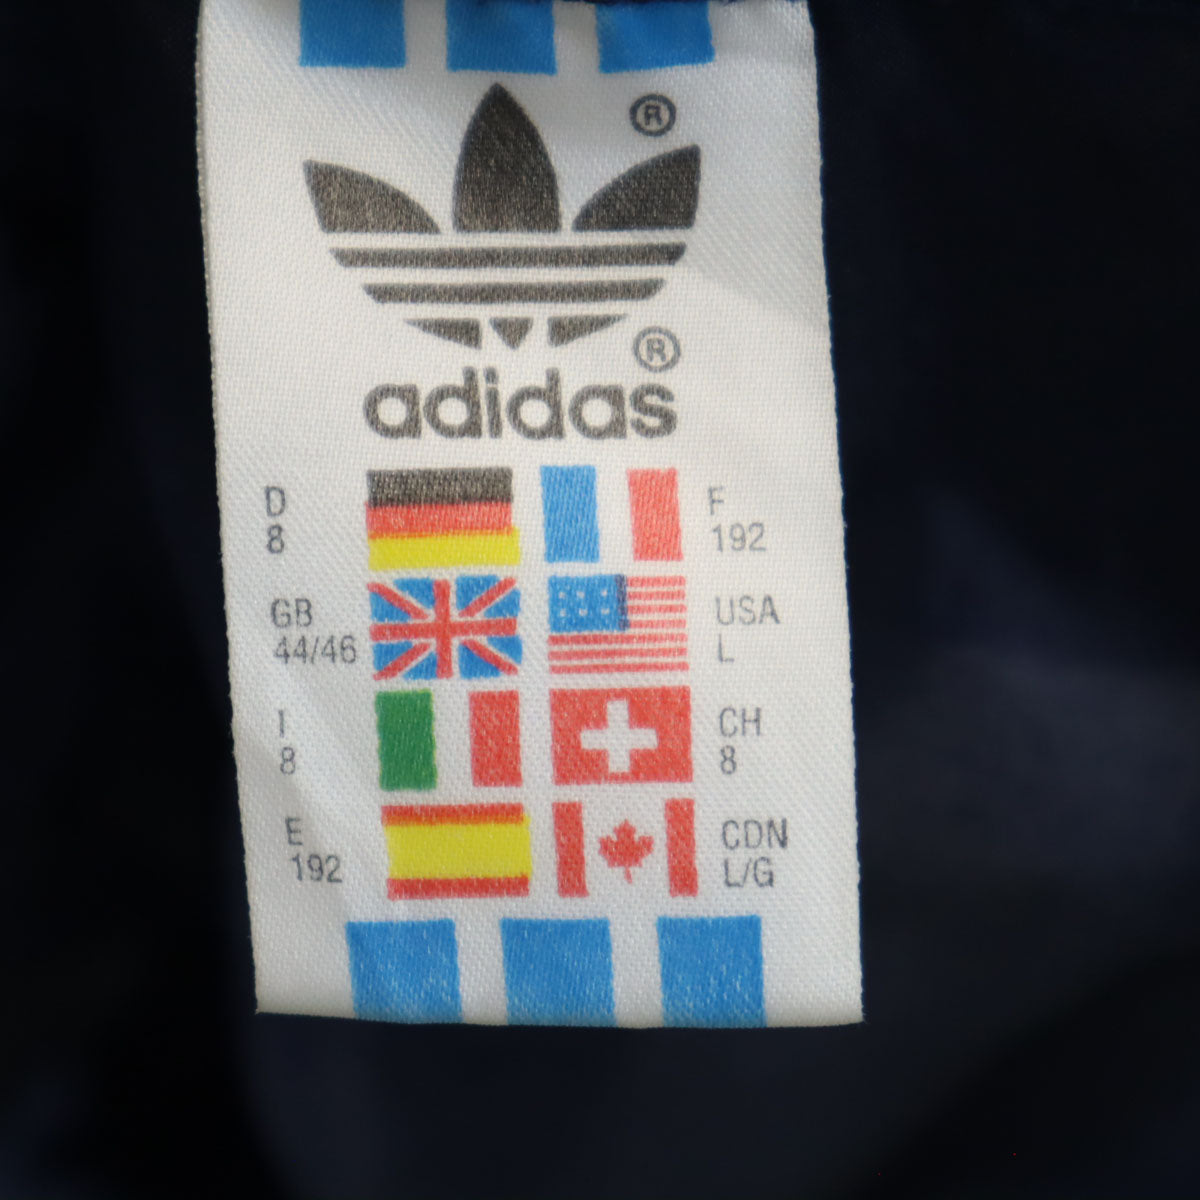 ®
®
adidas
D
8
F
192
GB
44/46
USA
L
I
8
CH
8
E
192
CDN
L/G